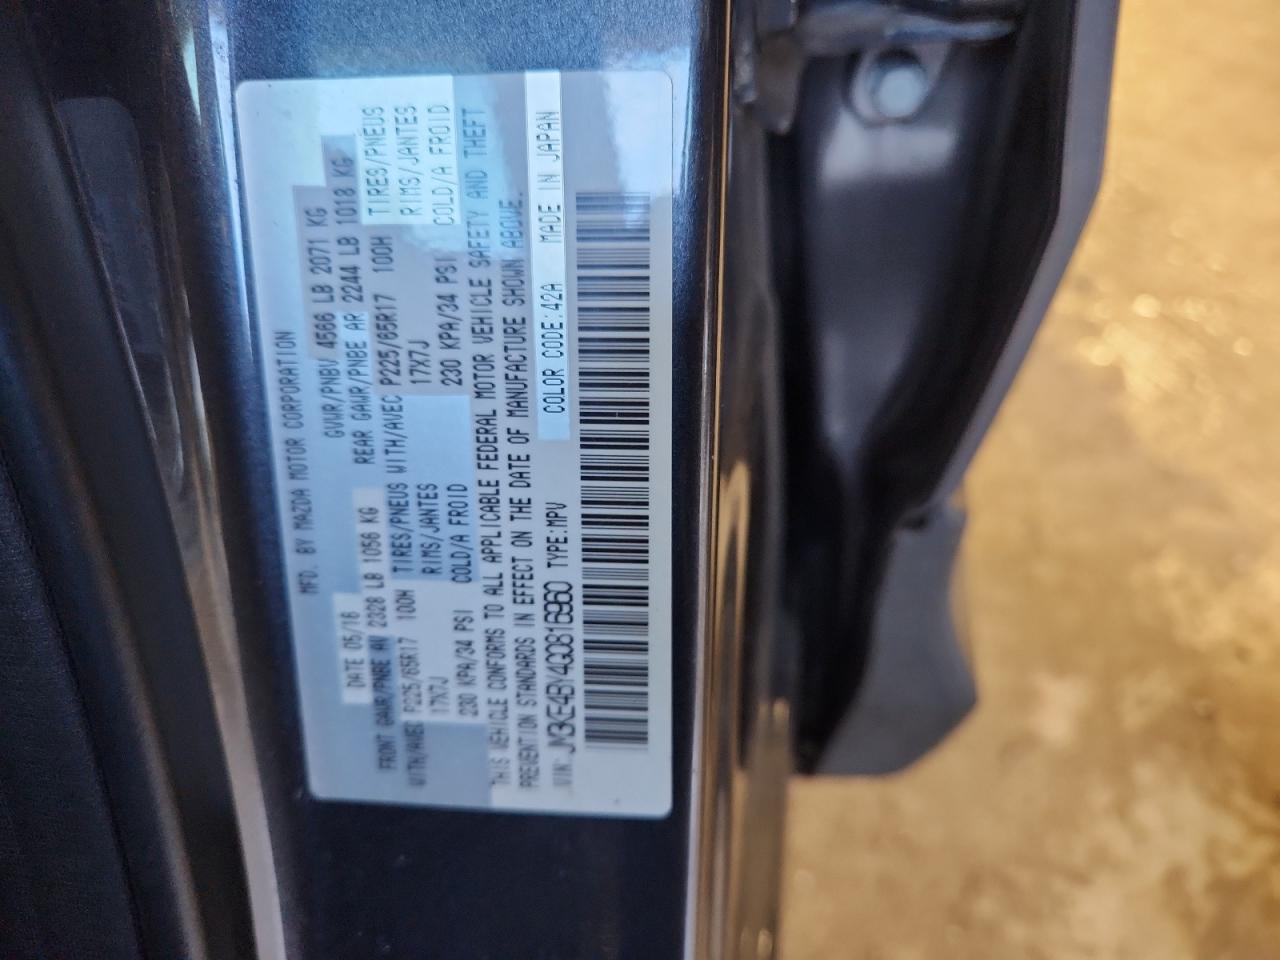 MFD. BY MAZDA MOTOR CORPORATION
DATE 05/16 GVWR/PNBV 4566 LB 2071 KG
FRONT GAWR/PNBE AV 2328 LB 1056 KG REAR GAWR/PNBE AR 2244 LB 1018 KG
WITH/AVEC P225/65R17 100H TIRES/PNEUS WITH/AVEC P225/65R17 100H TIRES/PNEUS
17X7J RIMS/JANTES 17X7J RIMS/JANTES
230 KPA/34 PSI COLD/A FROID 230 KPA/34 PSI COLD/A FROID
THIS VEHICLE CONFORMS TO ALL APPLICABLE FEDERAL MOTOR VEHICLE SAFETY AND THEFT
PREVENTION STANDARDS IN EFFECT ON THE DATE OF MANUFACTURE SHOWN ABOVE.
VIN: JM3KE4BY4G0816960 TYPE:MPV COLOR CODE:42A MADE IN JAPAN